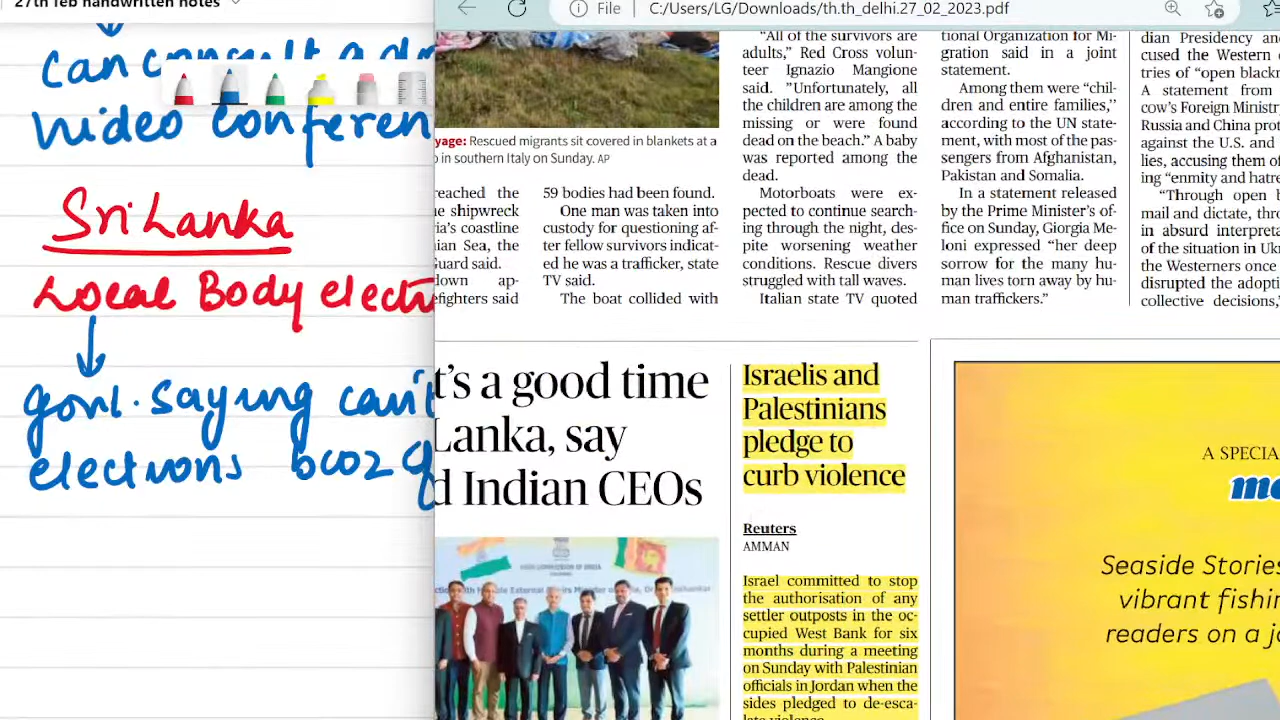 27th feb handwritten notes
can consult a do
video conferen
Sri Lanka
Local Body electi
govt. saying can't
elections bcoz of
File
C:/Users/LG/Downloads/th.th_delhi.27_02_2023.pdf
yage: Rescued migrants sit covered in blankets at a
in southern Italy on Sunday. AP
reached the
e shipwreck
ia's coastline
ian Sea, the
Guard said.
down ap-
efighters said
59 bodies had been found.
One man was taken into
custody for questioning af-
ter fellow survivors indicat-
ed he was a trafficker, state
TV said.
The boat collided with
"All of the survivors are
adults," Red Cross volun-
teer Ignazio Mangione
said. "Unfortunately, all
the children are among the
missing or were found
dead on the beach." A baby
was reported among the
dead.
Motorboats were ex-
pected to continue search-
ing through the night, des-
pite worsening weather
conditions. Rescue divers
struggled with tall waves.
Italian state TV quoted
tional Organization for Mi-
gration said in a joint
statement.
Among them were "chil-
dren and entire families,"
according to the UN state-
ment, with most of the pas-
sengers from Afghanistan,
Pakistan and Somalia.
In a statement released
by the Prime Minister's of-
fice on Sunday, Giorgia Me-
loni expressed "her deep
sorrow for the many hu-
man lives torn away by hu-
man traffickers."
dian Presidency and
cused the Western c
tries of "open blackn
A statement from
cow's Foreign Ministry
Russia and China pro
against the U.S. and
lies, accusing them of
ing "enmity and hatre
"Through open b
mail and dictate, thr
in absurd interpreta
of the situation in Uk
the Westerners once
disrupted the adopti
collective decisions,"
t's a good time
Lanka, say
d Indian CEOs
Israelis and
Palestinians
pledge to
curb violence
Reuters
AMMAN
Israel committed to stop
the authorisation of any
settler outposts in the oc-
cupied West Bank for six
months during a meeting
on Sunday with Palestinian
officials in Jordan when the
sides pledged to de-esca-
late violence.
A SPECIA
Seaside Stories
vibrant fishin
readers on a jo